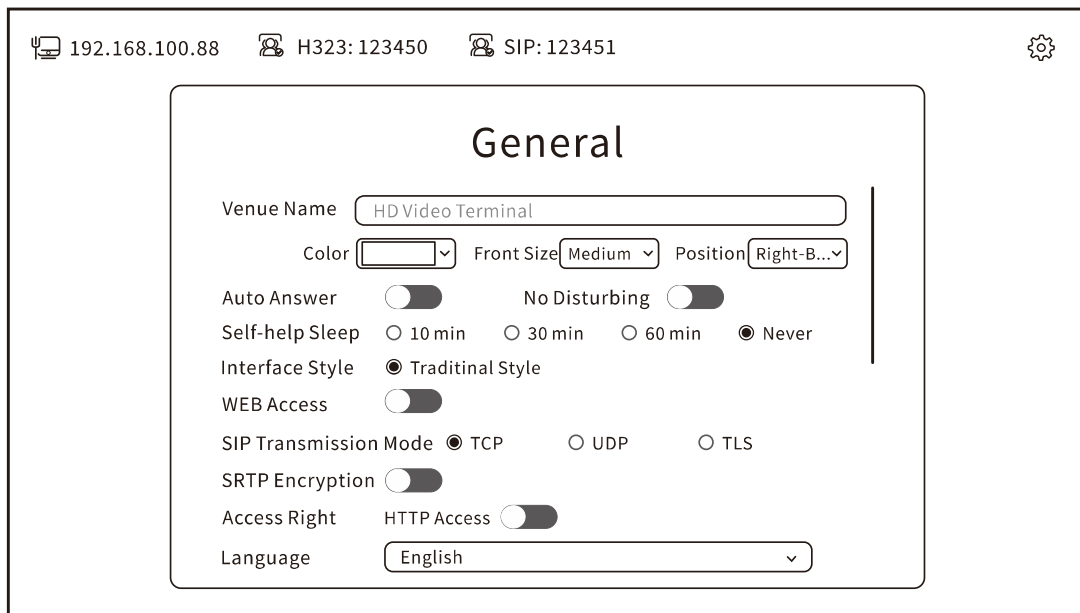 192.168.100.88 H323: 123450 SIP: 123451
General
Venue Name HD Video Terminal
Color Front Size Medium Position Right-B...
Auto Answer No Disturbing
Self-help Sleep 10 min 30 min 60 min Never
Interface Style Traditinal Style
WEB Access
SIP Transmission Mode TCP UDP TLS
SRTP Encryption
Access Right HTTP Access
Language English